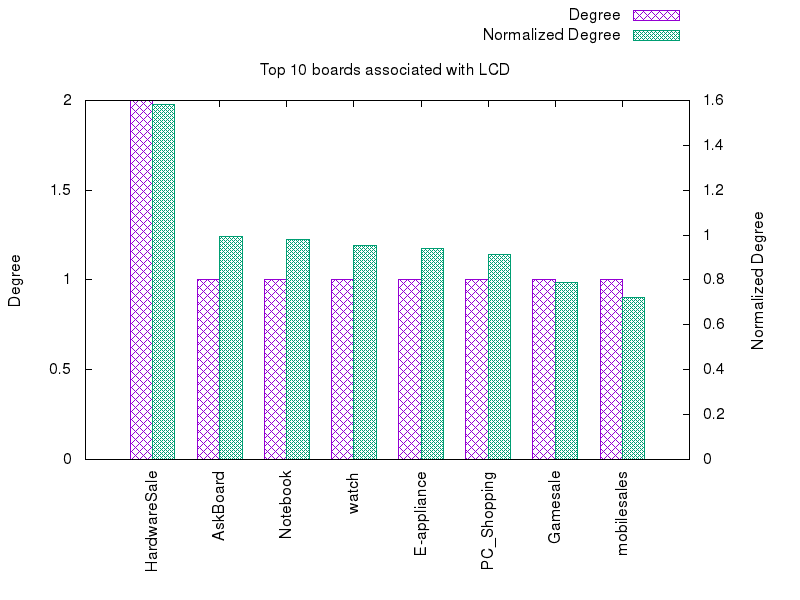 Degree
Normalized Degree
Top 10 boards associated with LCD
2
1.5
1
0.5
0
1.6
1.4
1.2
1
0.8
0.6
0.4
0.2
0
Degree
Normalized Degree
HardwareSale
AskBoard
Notebook
watch
E-appliance
PC_Shopping
Gamesale
mobilesales